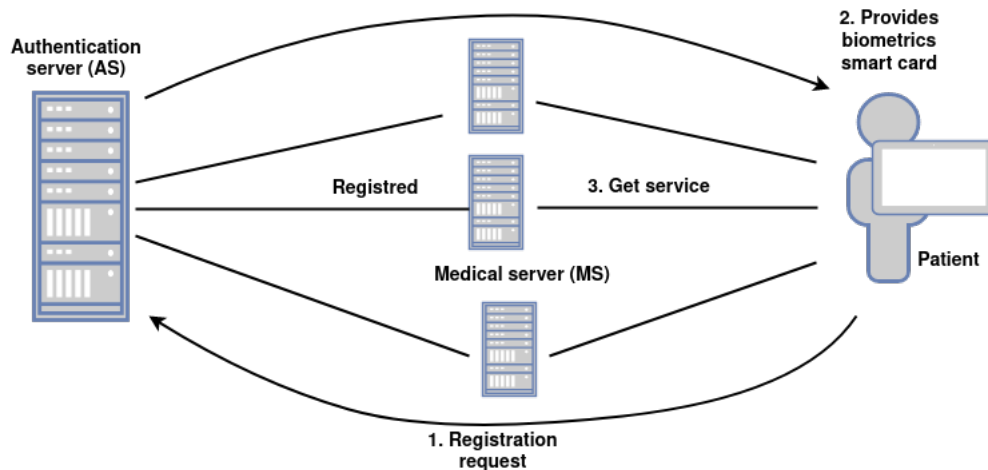 Authentication
server (AS)
2. Provides
biometrics
smart card
Registred
3. Get service
Medical server (MS)
Patient
1. Registration
request